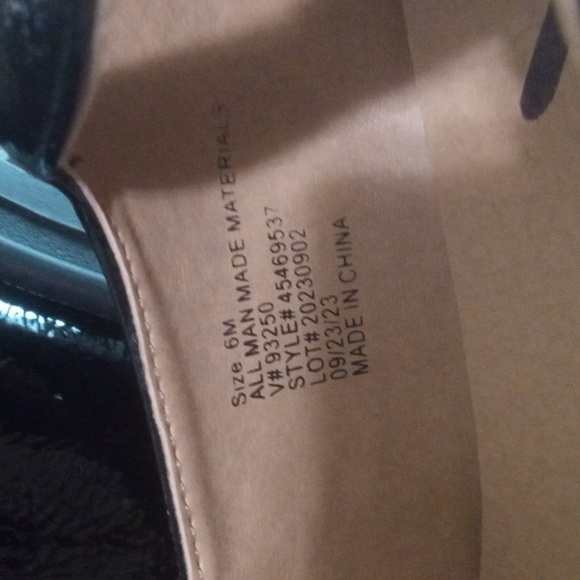 Size 6M
ALL MAN MADE MATERIALS
V# 93250
STYLE# 45469537
LOT# 20230902
09/23/23
MADE IN CHINA